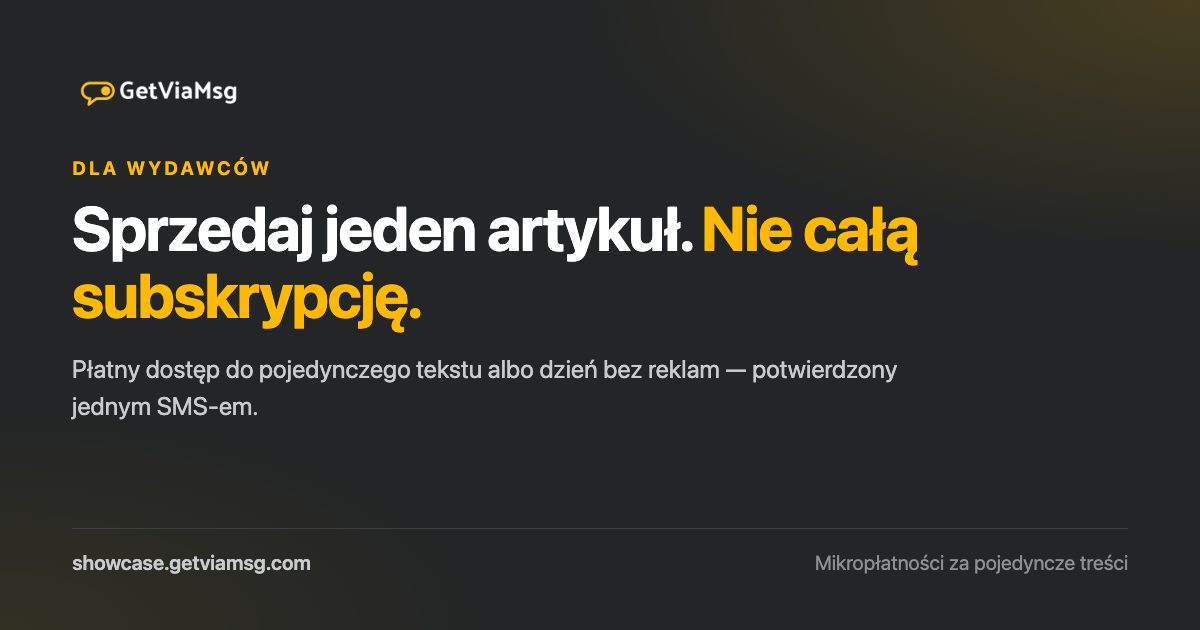 GetViaMsg
DLA WYDAWCÓW
Sprzedaj jeden artykuł. Nie całą
subskrypcję.
Płatny dostęp do pojedynczego tekstu albo dzień bez reklam — potwierdzony
jednym SMS-em.
showcase.getviamsg.com
Mikropłatności za pojedyncze treści